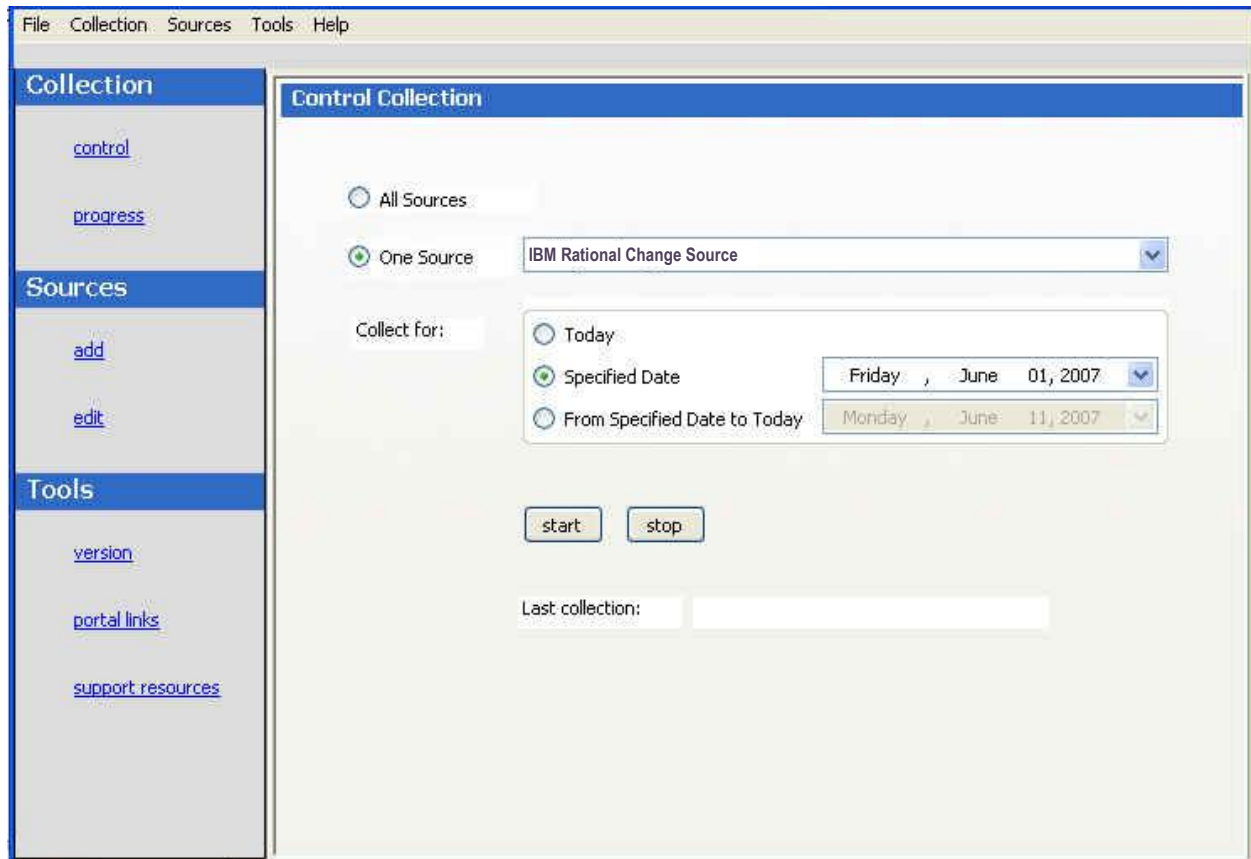 File Collection Sources Tools Help
Collection
control
progress
Sources
add
edit
Tools
version
portal links
support resources
Control Collection
All Sources
One Source IBM Rational Change Source
Collect for:
Today
Specified Date Friday , June 01, 2007
From Specified Date to Today Monday , June 11, 2007
start stop
Last collection: